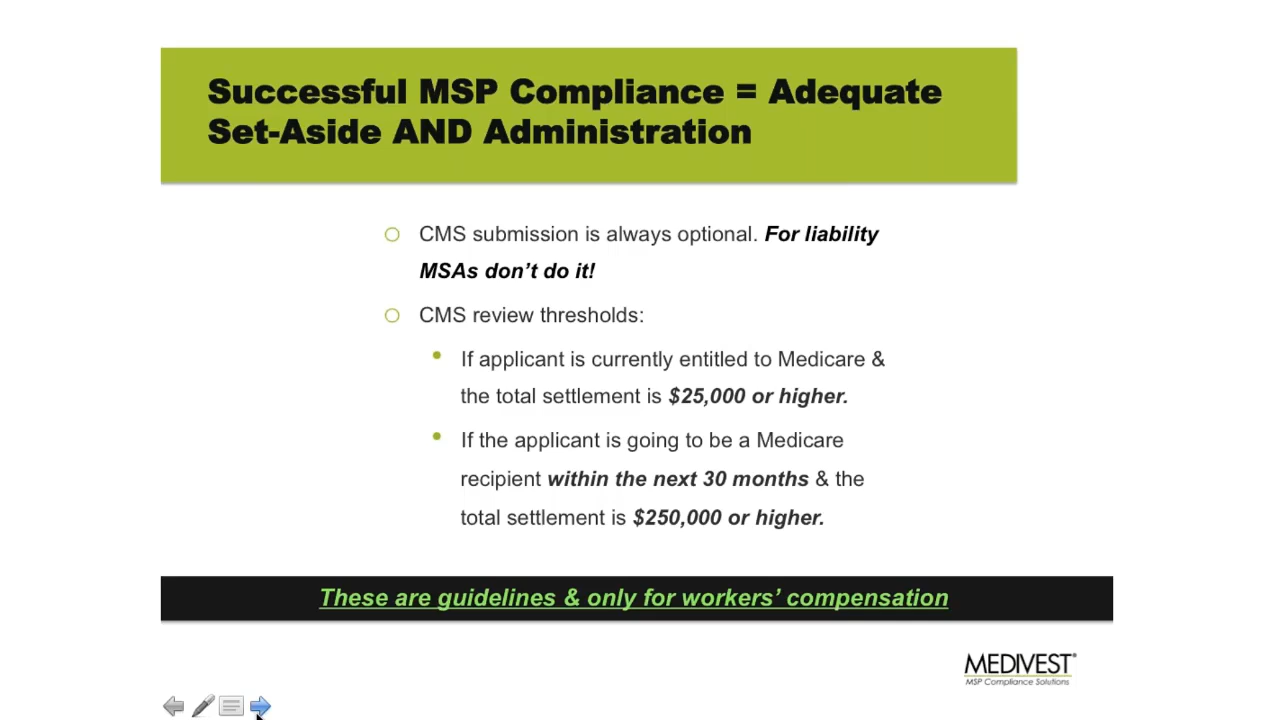 Successful MSP Compliance = Adequate
Set-Aside AND Administration
CMS submission is always optional. For liability
MSAs don’t do it!
CMS review thresholds:
If applicant is currently entitled to Medicare &
the total settlement is $25,000 or higher.
If the applicant is going to be a Medicare
recipient within the next 30 months & the
total settlement is $250,000 or higher.
These are guidelines & only for workers’ compensation
MEDIVEST®
MSP Compliance Solutions